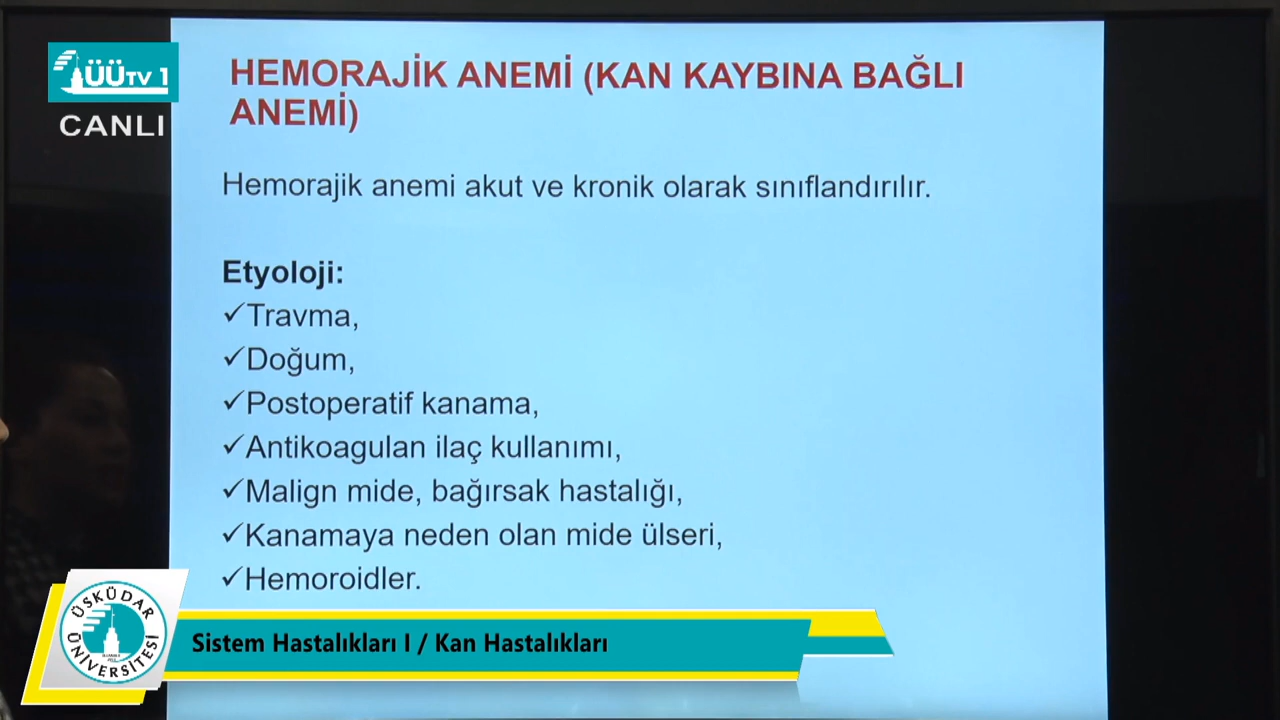 ÜÜTV 1
CANLI
HEMORAJİK ANEMİ (KAN KAYBINA BAĞLI
ANEMİ)
Hemorajik anemi akut ve kronik olarak sınıflandırılır.
Etyoloji:
✓Travma,
✓Doğum,
✓Postoperatif kanama,
✓Antikoagulan ilaç kullanımı,
✓Malign mide, bağırsak hastalığı,
✓Kanamaya neden olan mide ülseri,
✓Hemoroidler.
ÜSKÜDAR
ÜNİVERSİTESİ
Sistem Hastalıkları I / Kan Hastalıkları